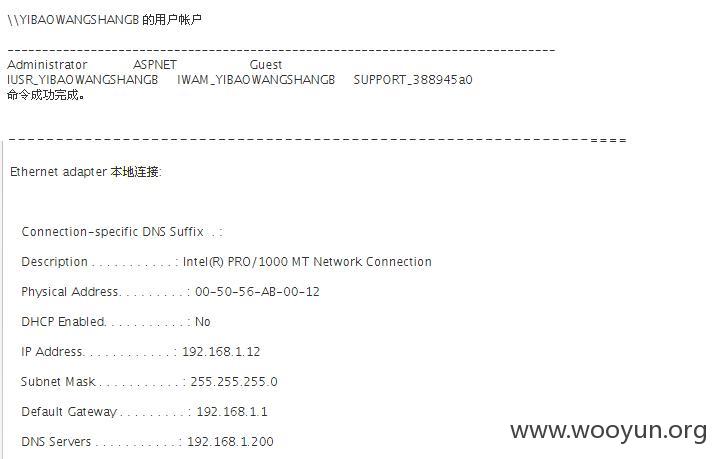 \\YIBAOWANGSHANGB 的用户帐户
-------------------------------------------------------------------------------
Administrator ASPNET Guest
IUSR_YIBAOWANGSHANGB IWAM_YIBAOWANGSHANGB SUPPORT_388945a0
命令成功完成。
----------------------------------------------------------------====
Ethernet adapter 本地连接:
Connection-specific DNS Suffix . :
Description . . . . . . . . . . . : Intel(R) PRO/1000 MT Network Connection
Physical Address. . . . . . . . . : 00-50-56-AB-00-12
DHCP Enabled. . . . . . . . . . . : No
IP Address. . . . . . . . . . . . : 192.168.1.12
Subnet Mask . . . . . . . . . . . : 255.255.255.0
Default Gateway . . . . . . . . . : 192.168.1.1
DNS Servers . . . . . . . . . . . : 192.168.1.200
www.wooyun.org